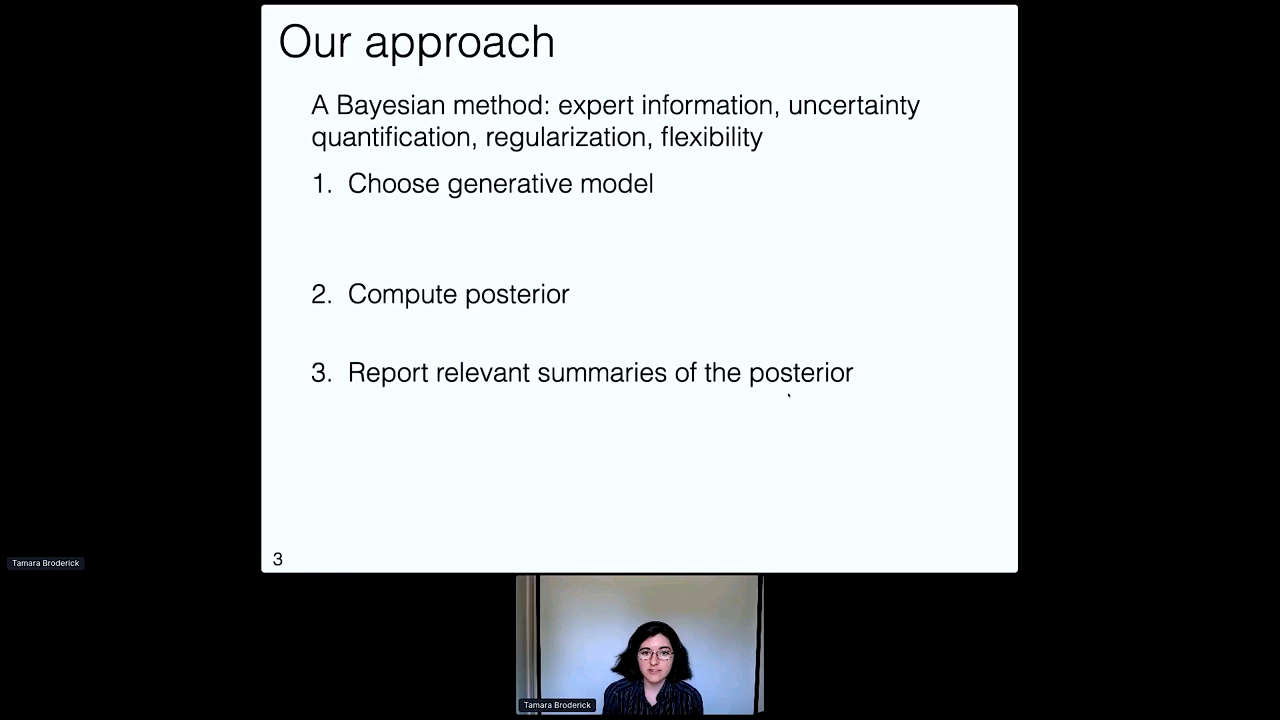 Our approach
A Bayesian method: expert information, uncertainty
quantification, regularization, flexibility
1. Choose generative model
2. Compute posterior
3. Report relevant summaries of the posterior
3
Tamara Broderick
Tamara Broderick